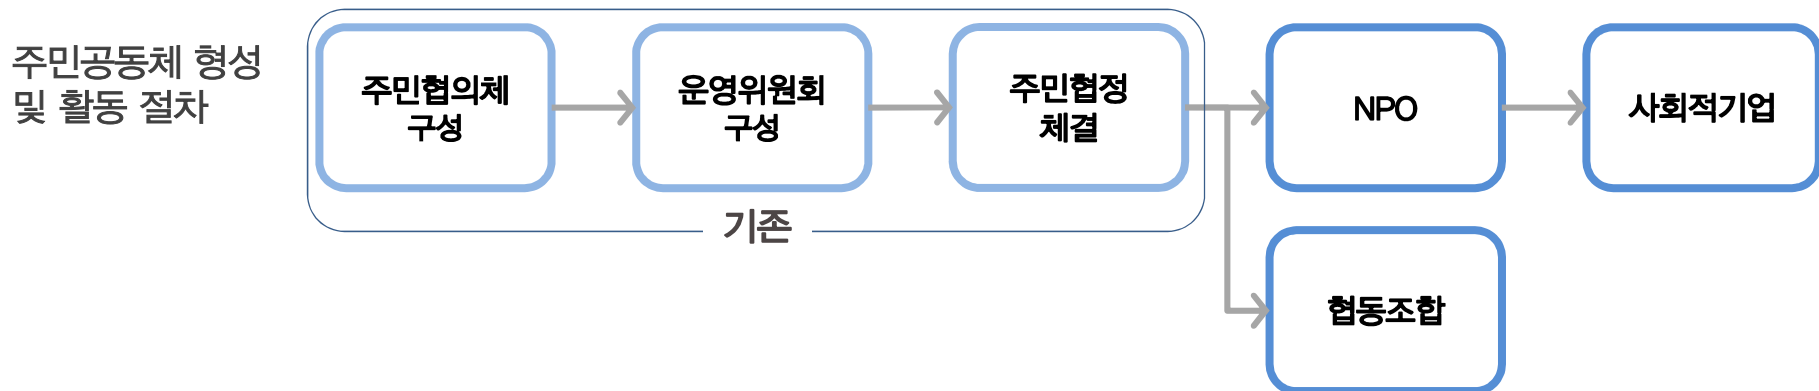 주민공동체 형성
및 활동 절차
주민협의체
구성
운영위원회
구성
주민협정
체결
NPO
사회적기업
기존
협동조합